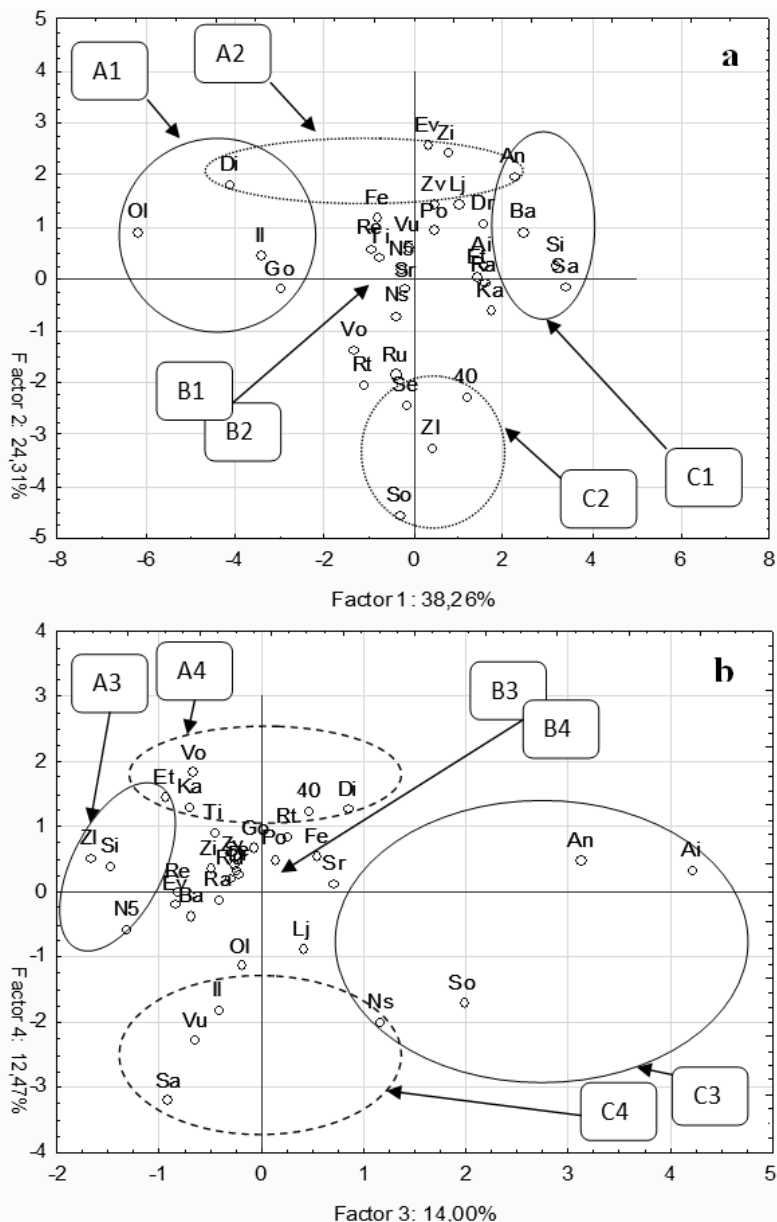 a
A1
A2
5
4
3
2
1
0
-1
-2
-3
-4
-5
Ev
Zi
An
Di
Zv Lj
Fe
Po
Dr
Ba
Ol
Re
Ti
Vu
N5
Ai
Si
Il
Et
Go
Sr
Ra
Sa
Ns
Ka
Vo
Rt
Ru
Se
40
B1
B2
Zl
So
C2
C1
Factor 2: 24,31%
-8 -6 -4 -2 0 2 4 6 8
Factor 1: 38,26%
b
A3
A4
B3
B4
4
3
2
1
0
-1
-2
-3
-4
Vo
Et
Ka
40
Di
Ti
Rt
Zl
Si
Go
Po
Fe
An
Ai
Zi
Zv
Sr
Re
Ra
Ev
Ba
N5
Lj
Ol
Il
So
Ns
Vu
Sa
C4
C3
Factor 4: 12,47%
-2 -1 0 1 2 3 4 5
Factor 3: 14,00%